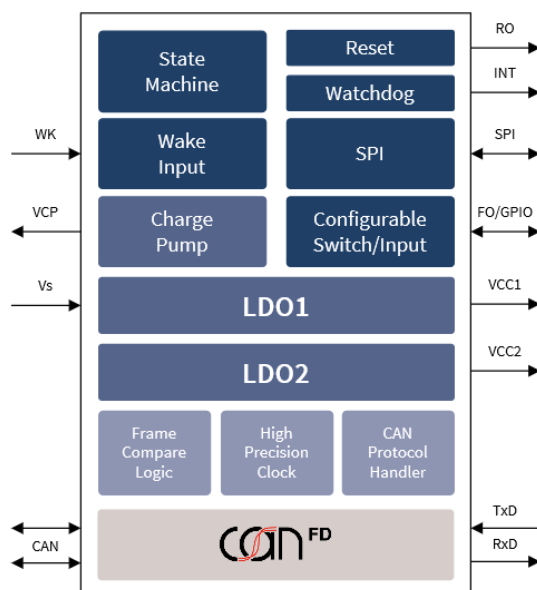 RO
State
Machine
Reset
INT
Watchdog
WK
Wake
Input
SPI
SPI
VCP
Charge
Pump
Configurable
Switch/Input
FO/GPIO
Vs
LDO1
VCC1
LDO2
VCC2
Frame
Compare
Logic
High
Precision
Clock
CAN
Protocol
Handler
TxD
CAN
can FD
RxD